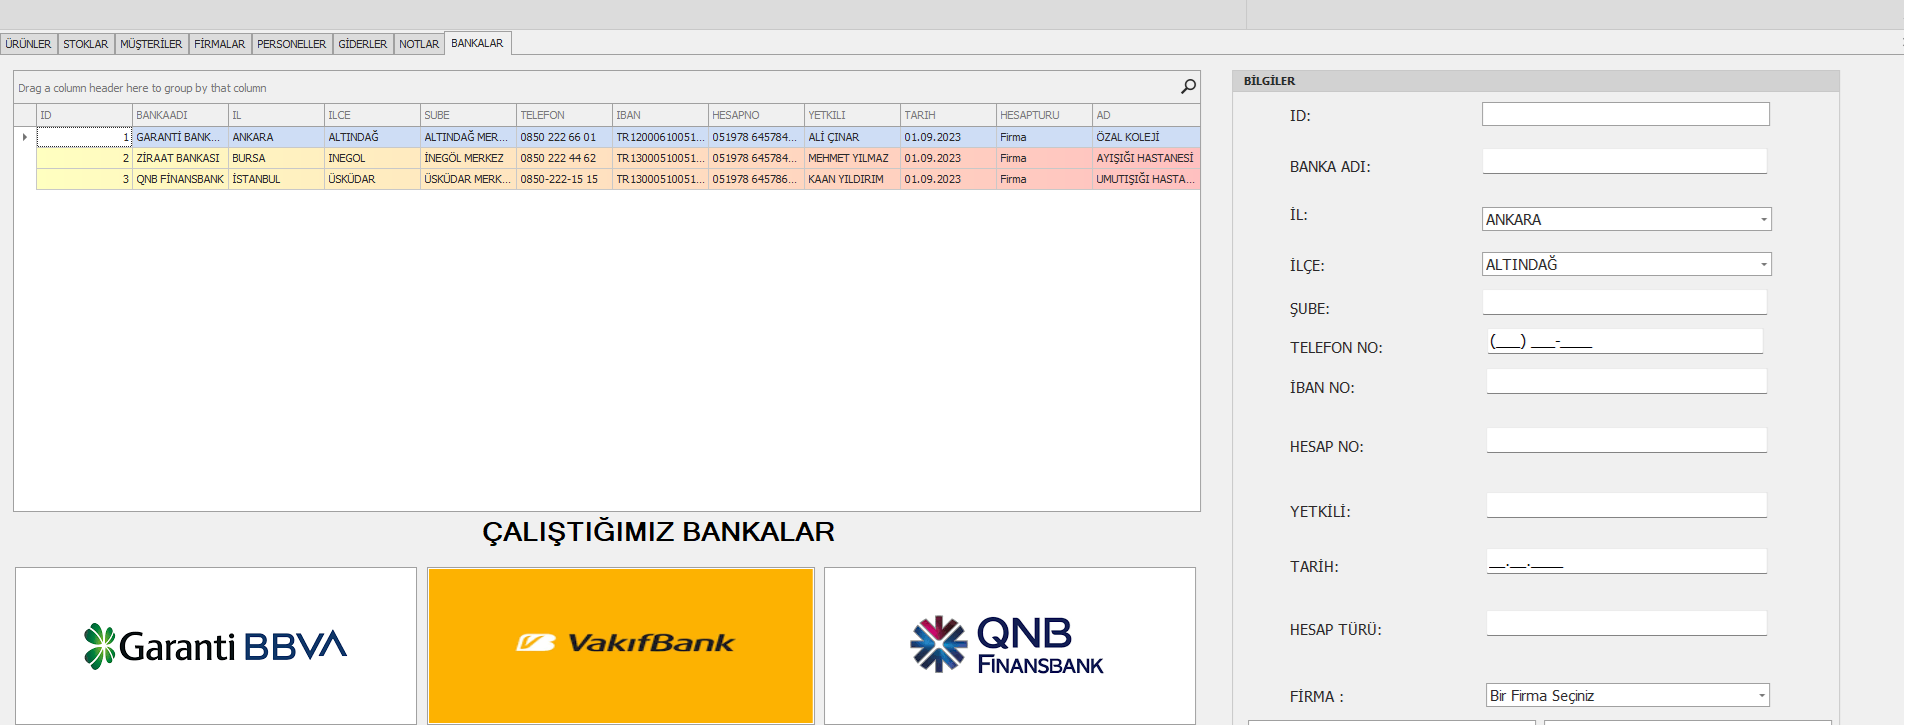 ÜRÜNLER STOKLAR MÜŞTERİLER FİRMALAR PERSONELLER GİDERLER NOTLAR BANKALAR
Drag a column header here to group by that column
ID BANKAADI IL ILCE SUBE TELEFON IBAN HESAPNO YETKILI TARIH HESAPTURU AD
1 GARANTİ BANK... ANKARA ALTINDAĞ ALTINDAĞ MER... 0850 222 66 01 TR12000610051... 051978 645784... ALİ ÇINAR 01.09.2023 Firma ÖZAL KOLEJİ
2 ZİRAAT BANKASI BURSA INEGOL İNEGÖL MERKEZ 0850 222 44 62 TR13000510051... 051978 645784... MEHMET YILMAZ 01.09.2023 Firma AYIŞIĞI HASTANESİ
3 QNB FİNANSBANK İSTANBUL ÜSKÜDAR ÜSKÜDAR MERK... 0850-222-15 15 TR13000510051... 051978 645786... KAAN YILDIRIM 01.09.2023 Firma UMUTIŞIĞI HASTA...
ÇALIŞTIĞIMIZ BANKALAR
Garanti BBVA
VakıfBank
QNB
FINANSBANK
BİLGİLER
ID:
BANKA ADI:
İL: ANKARA
İLÇE: ALTINDAĞ
ŞUBE:
TELEFON NO: (___) ___-____
İBAN NO:
HESAP NO:
YETKİLİ:
TARİH: __.__.____
HESAP TÜRÜ:
FİRMA : Bir Firma Seçiniz